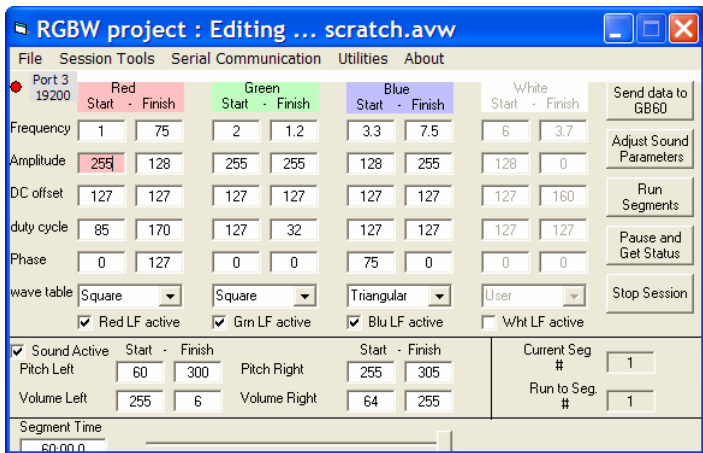 RGBW project : Editing ... scratch.avw
File Session Tools Serial Communication Utilities About
Port 3
19200
Red Green Blue White
Start - Finish Start - Finish Start - Finish Start - Finish
Send data to
GB60
Frequency 1 75 2 1.2 3.3 7.5 6 3.7
Adjust Sound
Parameters
Amplitude 255 128 255 255 128 255 128 0
DC offset 127 127 127 127 127 127 127 160
Run
Segments
duty cycle 85 170 127 32 127 127 127 127
Pause and
Get Status
Phase 0 127 0 0 75 0 0 0
wave table Square Square Triangular User
Stop Session
Red LF active Grn LF active Blu LF active Wht LF active
Sound Active Start - Finish Start - Finish
Pitch Left 60 300 Pitch Right 255 305
Current Seg
# 1
Volume Left 255 6 Volume Right 64 255
Run to Seg.
# 1
Segment Time
60:00.0